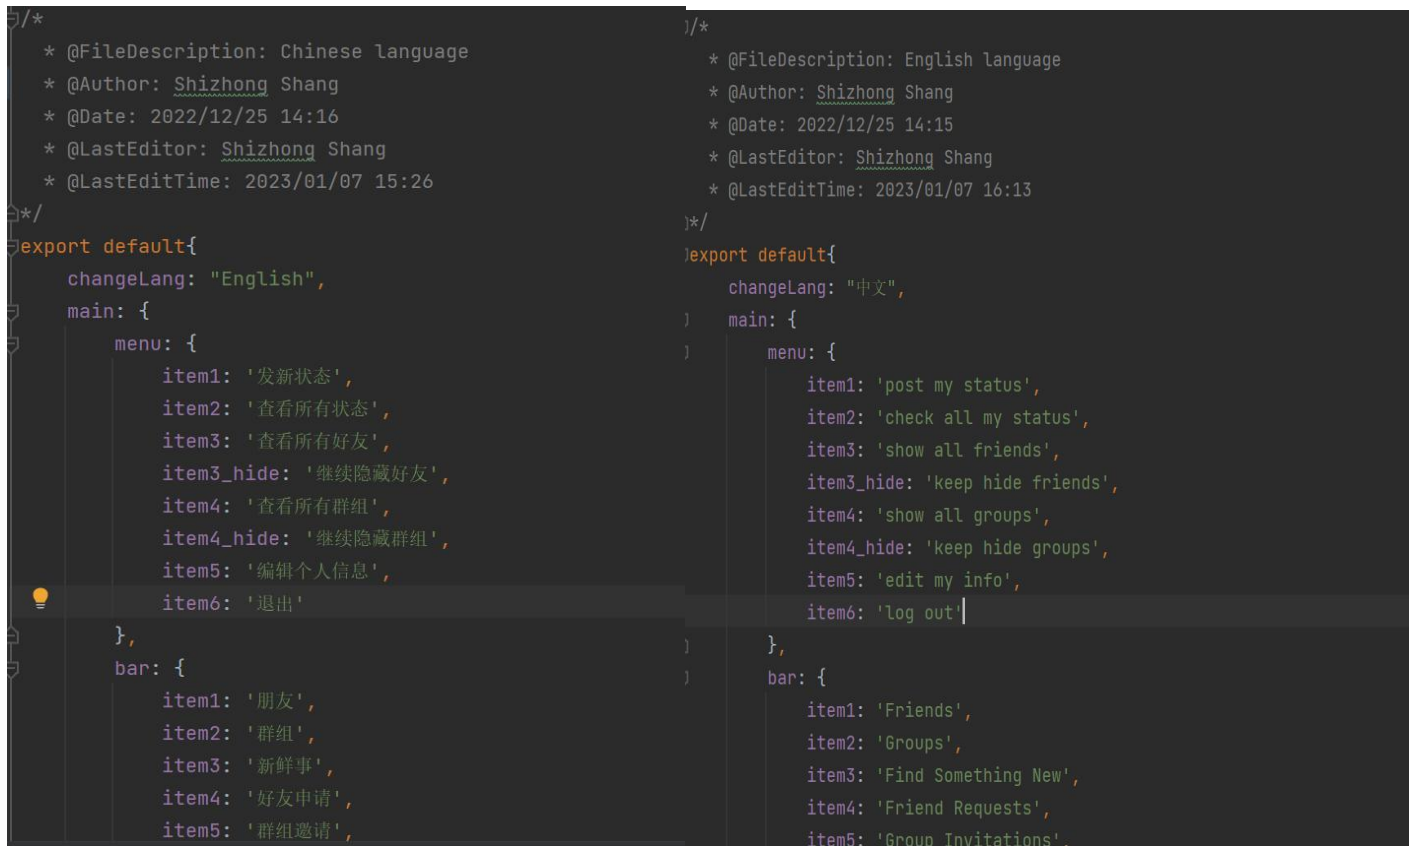 /*
* @FileDescription: Chinese language
* @Author: Shizhong Shang
* @Date: 2022/12/25 14:16
* @LastEditor: Shizhong Shang
* @LastEditTime: 2023/01/07 15:26
*/
export default{
changeLang: "English",
main: {
menu: {
item1: '发新状态',
item2: '查看所有状态',
item3: '查看所有好友',
item3_hide: '继续隐藏好友',
item4: '查看所有群组',
item4_hide: '继续隐藏群组',
item5: '编辑个人信息',
item6: '退出'
},
bar: {
item1: '朋友',
item2: '群组',
item3: '新鲜事',
item4: '好友申请',
item5: '群组邀请',
/*
* @FileDescription: English language
* @Author: Shizhong Shang
* @Date: 2022/12/25 14:15
* @LastEditor: Shizhong Shang
* @LastEditTime: 2023/01/07 16:13
*/
export default{
changeLang: "中文",
main: {
menu: {
item1: 'post my status',
item2: 'check all my status',
item3: 'show all friends',
item3_hide: 'keep hide friends',
item4: 'show all groups',
item4_hide: 'keep hide groups',
item5: 'edit my info',
item6: 'log out'
},
bar: {
item1: 'Friends',
item2: 'Groups',
item3: 'Find Something New',
item4: 'Friend Requests',
item5: 'Group Invitations',